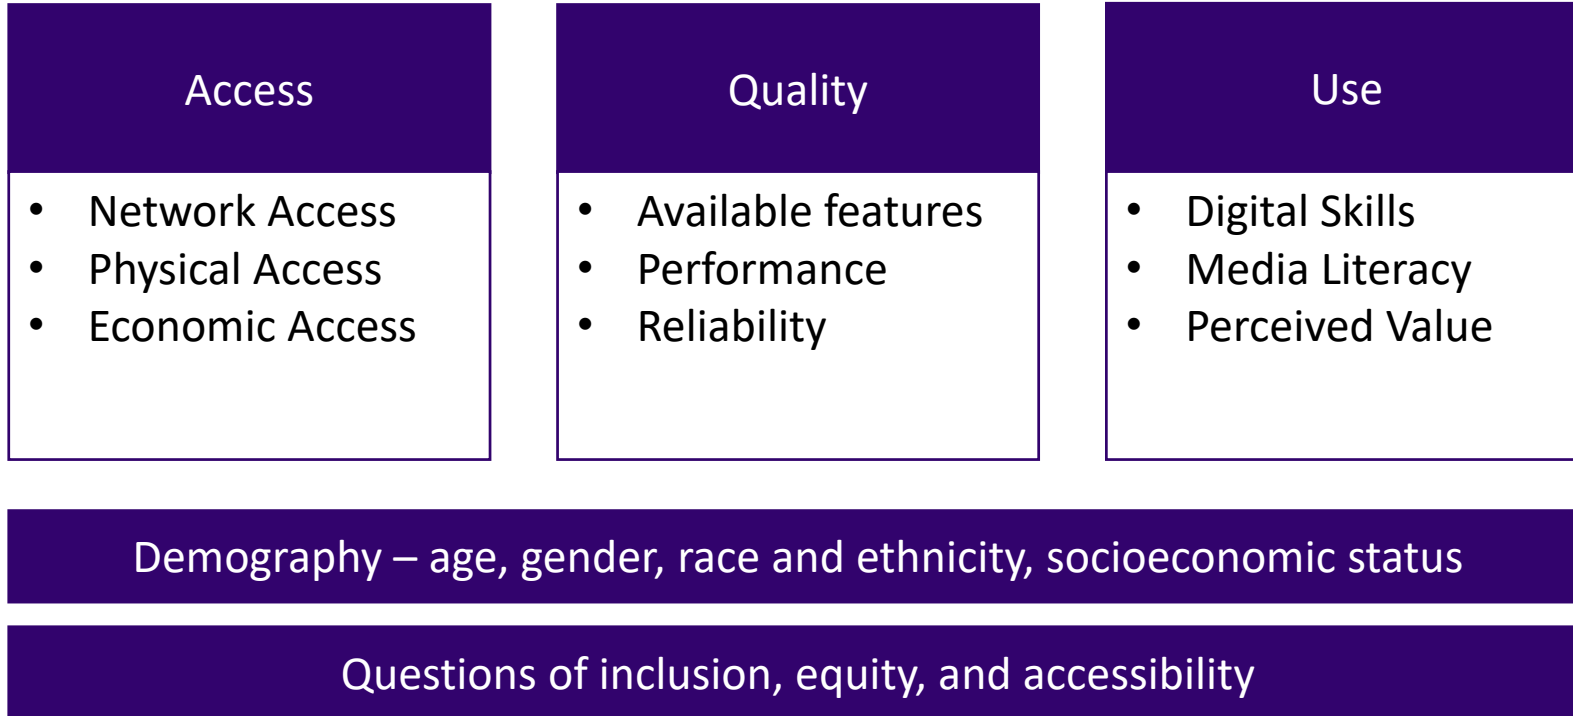 Access
• Network Access
• Physical Access
• Economic Access
Quality
• Available features
• Performance
• Reliability
Use
• Digital Skills
• Media Literacy
• Perceived Value
Demography – age, gender, race and ethnicity, socioeconomic status
Questions of inclusion, equity, and accessibility